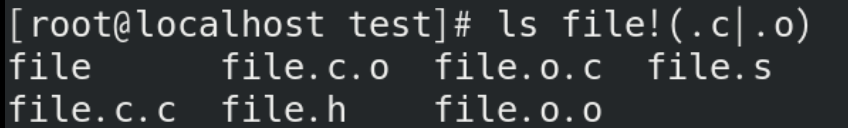 [root@localhost test]# ls file!(.c|.o)
file      file.c.o  file.o.c  file.s
file.c.c  file.h    file.o.o